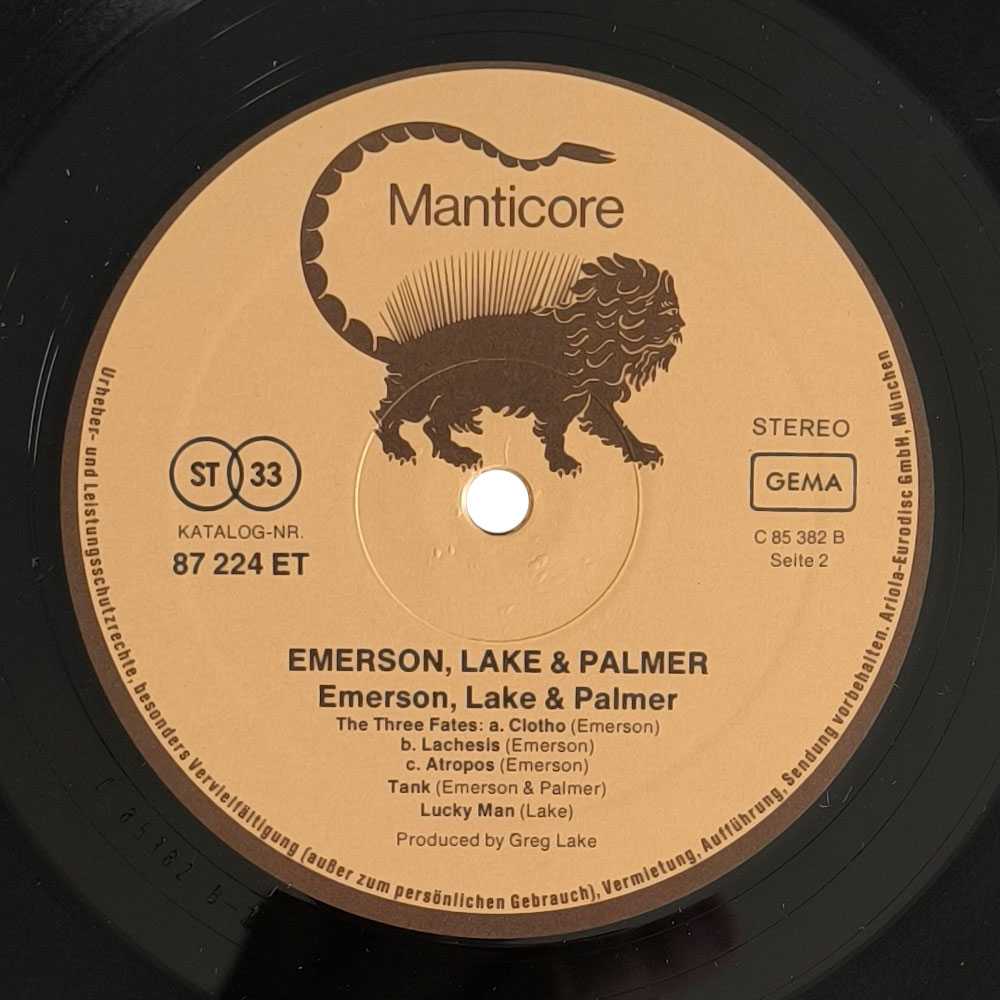 Manticore
STEREO
ST 33
GEMA
KATALOG-NR.
87 224 ET
C 85 382 B
Seite 2
EMERSON, LAKE & PALMER
Emerson, Lake & Palmer
The Three Fates: a. Clotho (Emerson)
b. Lachesis (Emerson)
c. Atropos (Emerson)
Tank (Emerson & Palmer)
Lucky Man (Lake)
Produced by Greg Lake
Urheber- und Leistungsschutzrechte, besonders Vervielfältigung (außer zum persönlichen Gebrauch), Vermietung, Aufführung, Sendung vorbehalten. Ariola-Eurodisc GmbH, München
C 85382 B-